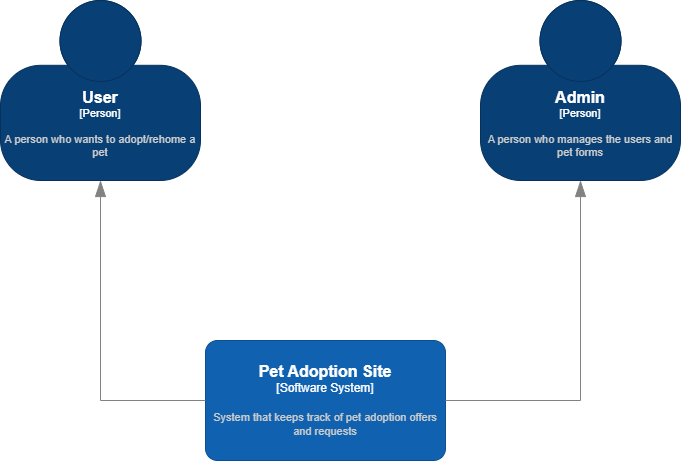 User
[Person]
A person who wants to adopt/rehome a
pet
Admin
[Person]
A person who manages the users and
pet forms
Pet Adoption Site
[Software System]
System that keeps track of pet adoption offers
and requests